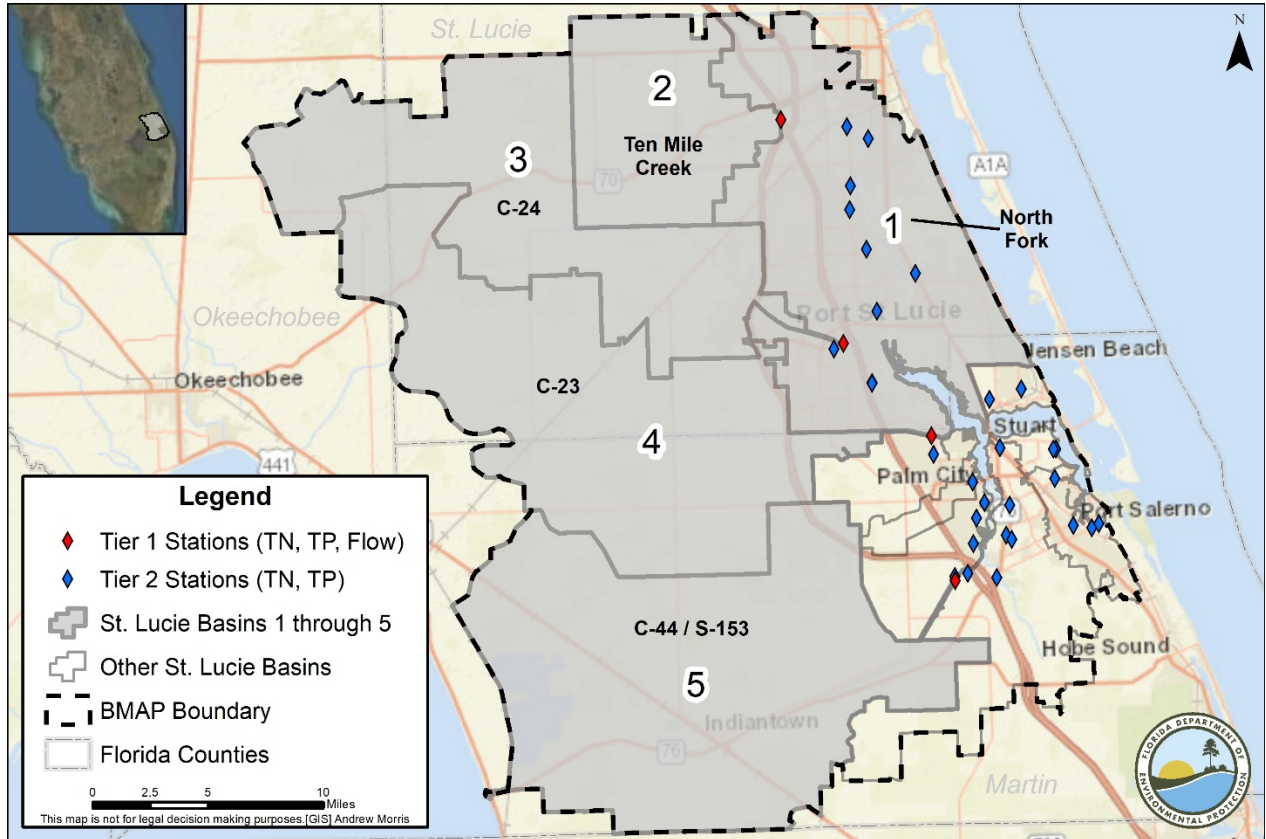 St. Lucie
N
2
Ten Mile
Creek
3
70
C-24
A1A
1
North
Fork
Port St Lucie
Okeechobee
Jensen Beach
Okeechobee
C-23
Stuart
441
4
Palm City
Port Salerno
76
C-44 / S-153
Hobe Sound
5
Indiantown
76
Martin
Legend
Tier 1 Stations (TN, TP, Flow)
Tier 2 Stations (TN, TP)
St. Lucie Basins 1 through 5
Other St. Lucie Basins
BMAP Boundary
Florida Counties
0 2.5 5 10
Miles
This map is not for legal decision making purposes.[GIS] Andrew Morris
FLORIDA DEPARTMENT OF
ENVIRONMENTAL PROTECTION